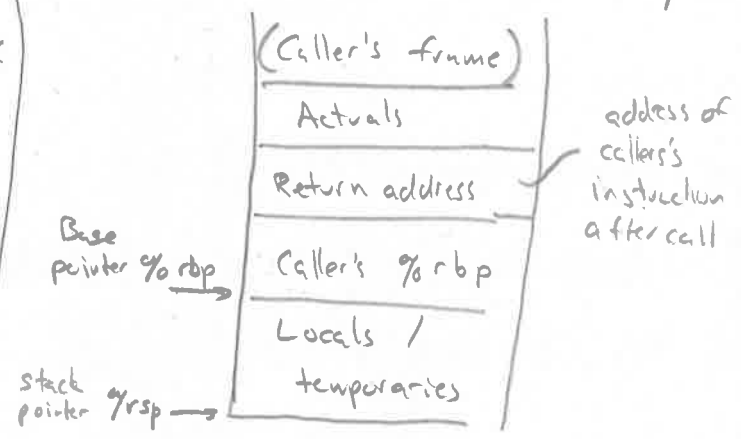 (Caller's frame)
Actuals
Return address
address of
callers's
instruction
after call
Base
pointer %rbp
Caller's %rbp
Locals /
temporaries
stack
pointer %rsp